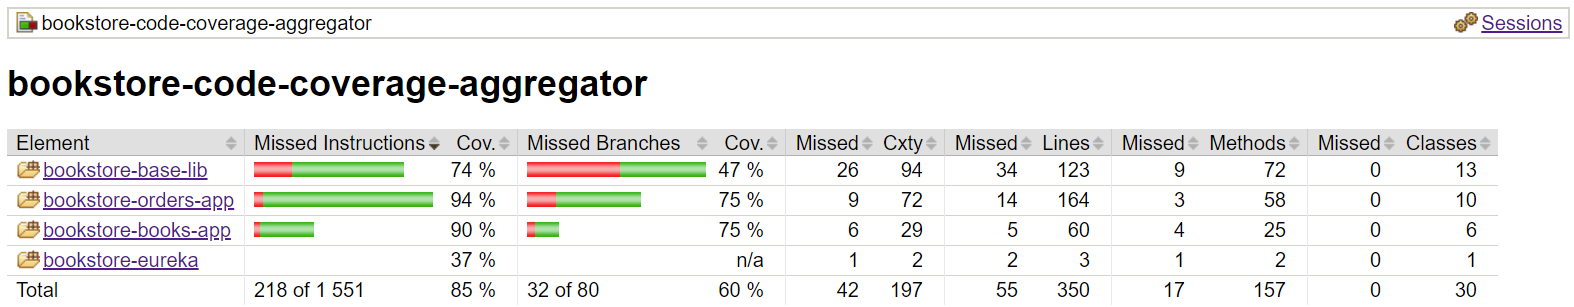 bookstore-code-coverage-aggregator Sessions
bookstore-code-coverage-aggregator
Element Missed Instructions Cov. Missed Branches Cov. Missed Cxty Missed Lines Missed Methods Missed Classes
bookstore-base-lib 74 % 47 % 26 94 34 123 9 72 0 13
bookstore-orders-app 94 % 75 % 9 72 14 164 3 58 0 10
bookstore-books-app 90 % 75 % 6 29 5 60 4 25 0 6
bookstore-eureka 37 % n/a 1 2 2 3 1 2 0 1
Total 218 of 1 551 85 % 32 of 80 60 % 42 197 55 350 17 157 0 30